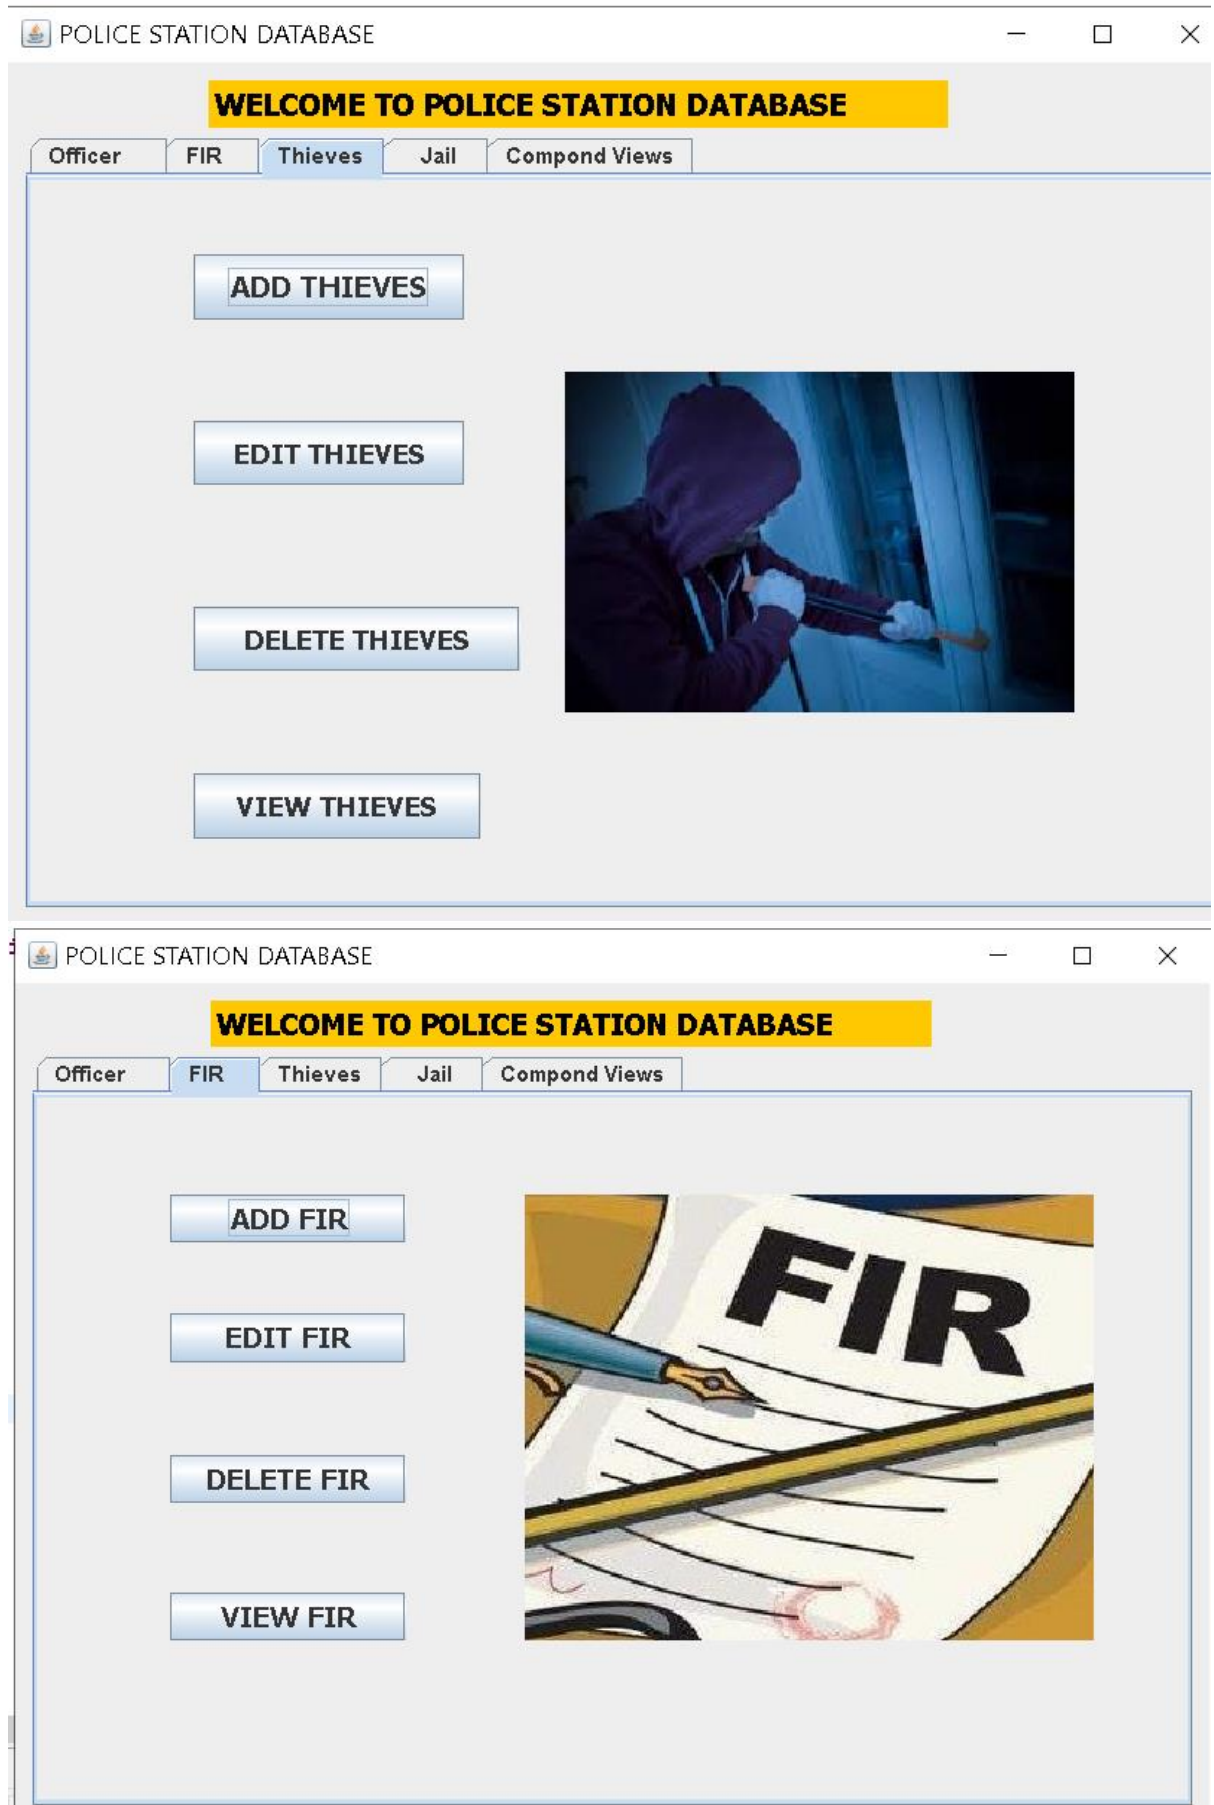 POLICE STATION DATABASE
WELCOME TO POLICE STATION DATABASE
Officer FIR Thieves Jail Compond Views
ADD THIEVES
EDIT THIEVES
DELETE THIEVES
VIEW THIEVES
POLICE STATION DATABASE
WELCOME TO POLICE STATION DATABASE
Officer FIR Thieves Jail Compond Views
ADD FIR
FIR
EDIT FIR
DELETE FIR
VIEW FIR